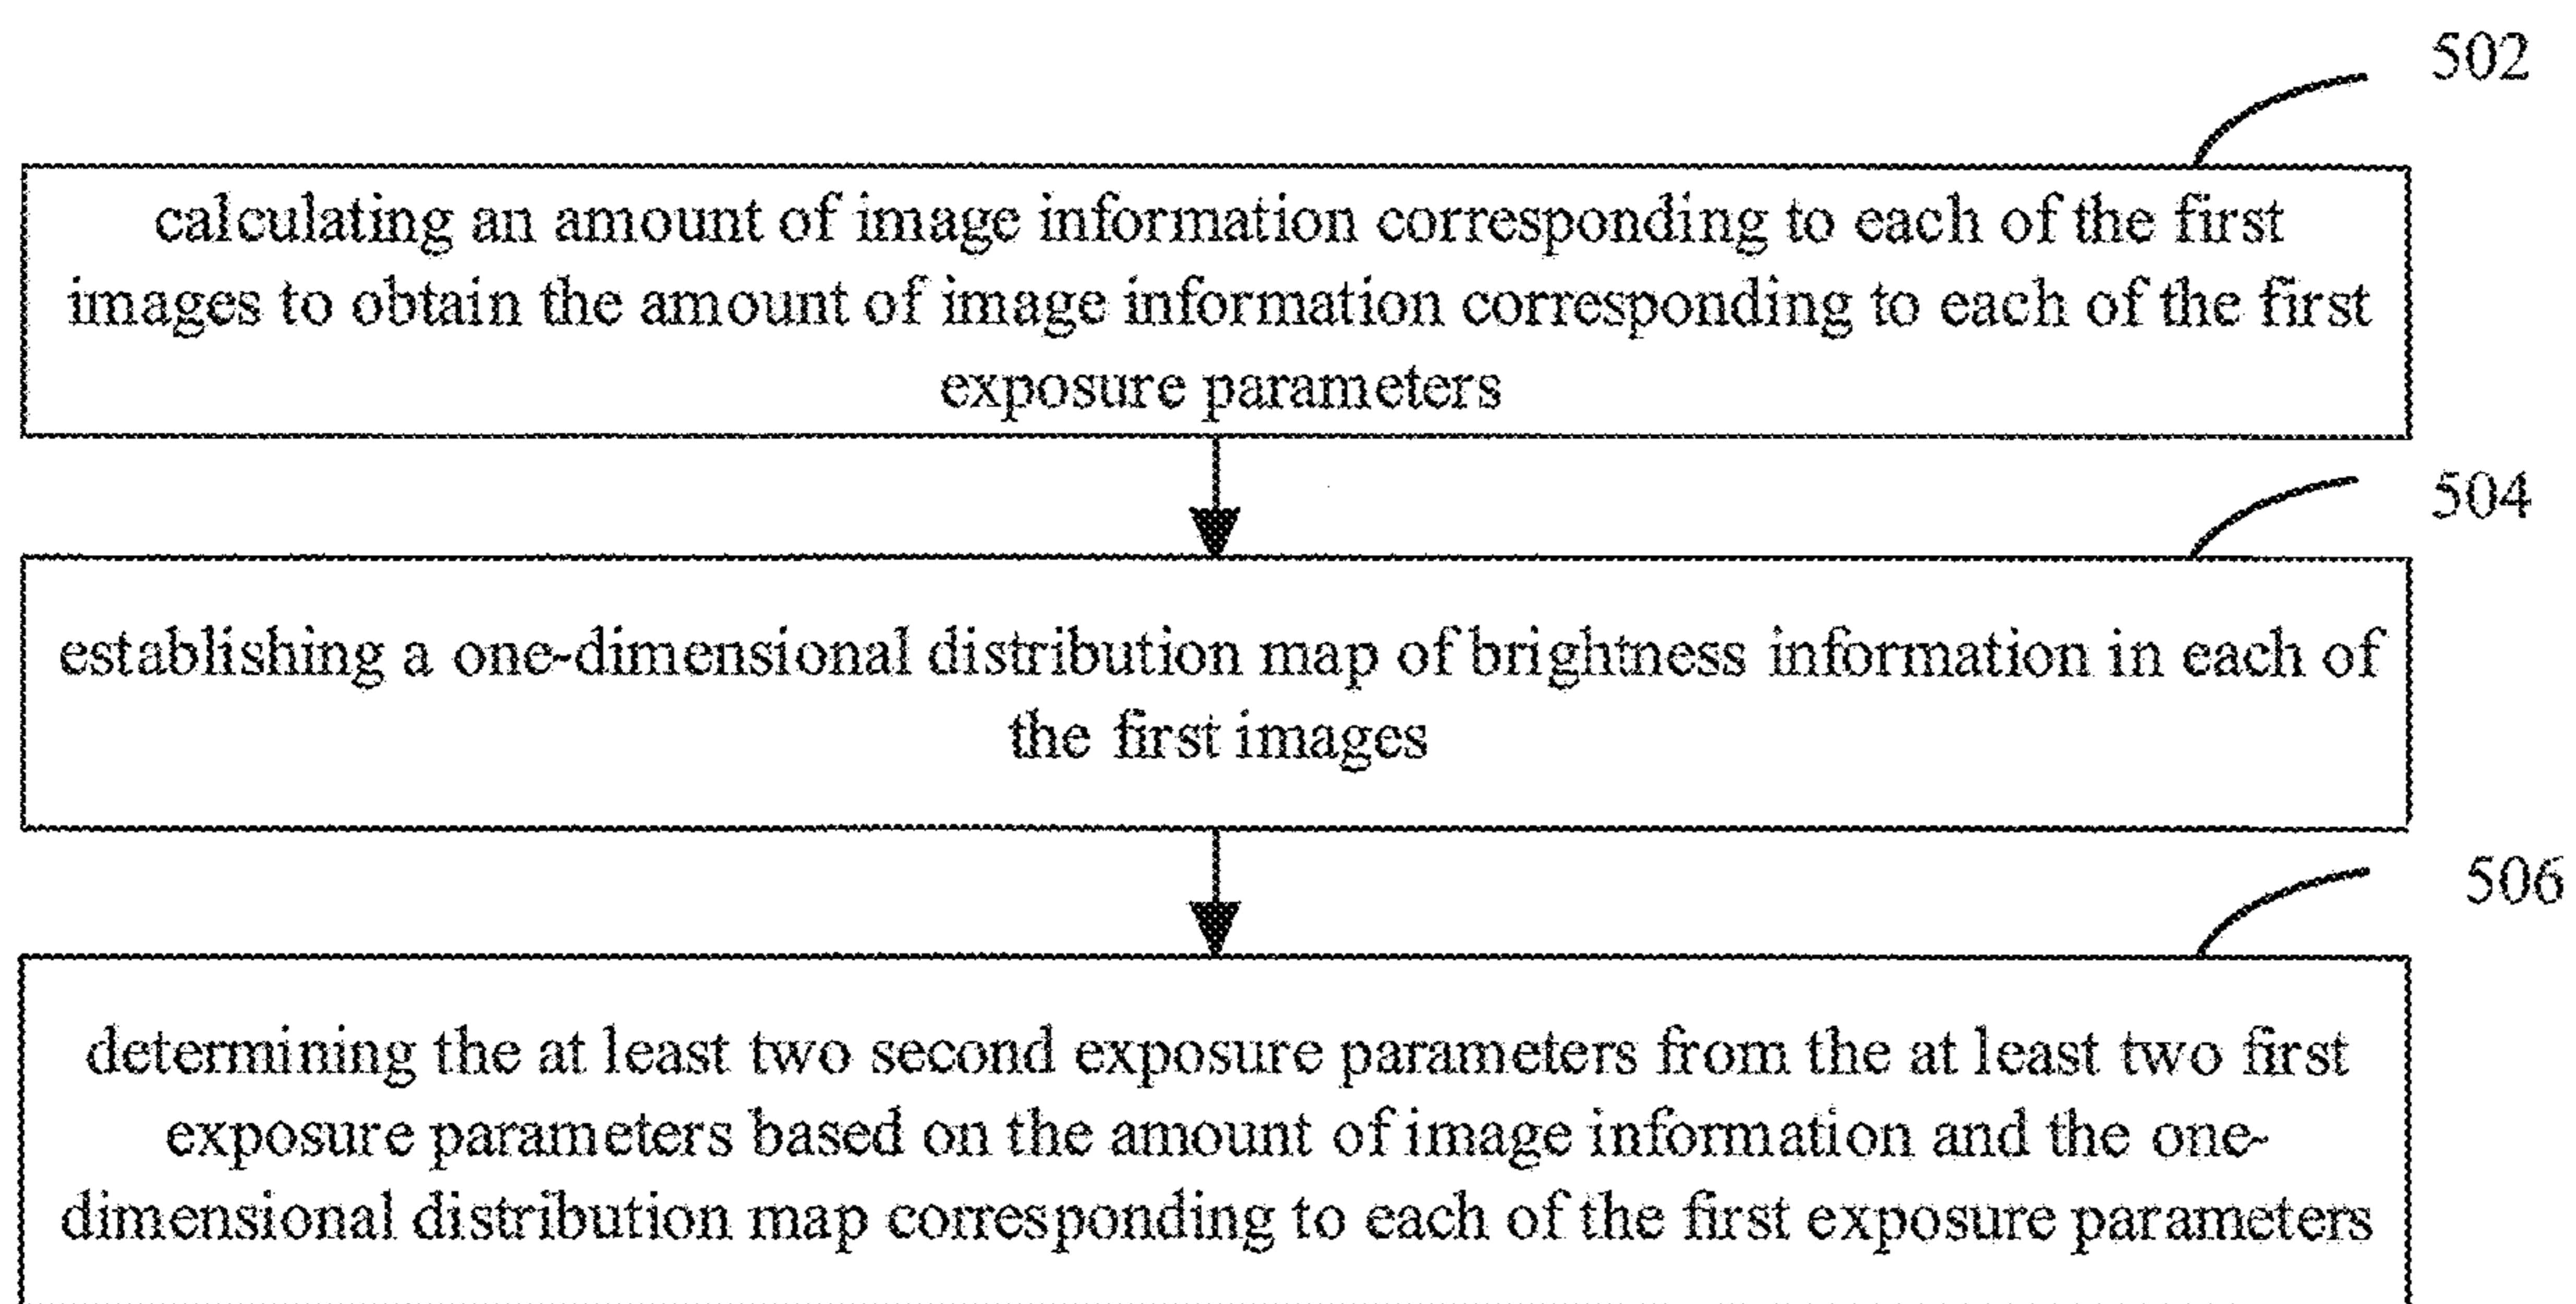 502
calculating an amount of image information corresponding to each of the first
images to obtain the amount of image information corresponding to each of the first
exposure parameters
504
establishing a one-dimensional distribution map of brightness information in each of
the first images
506
determining the at least two second exposure parameters from the at least two first
exposure parameters based on the amount of image information and the one-
dimensional distribution map corresponding to each of the first exposure parameters